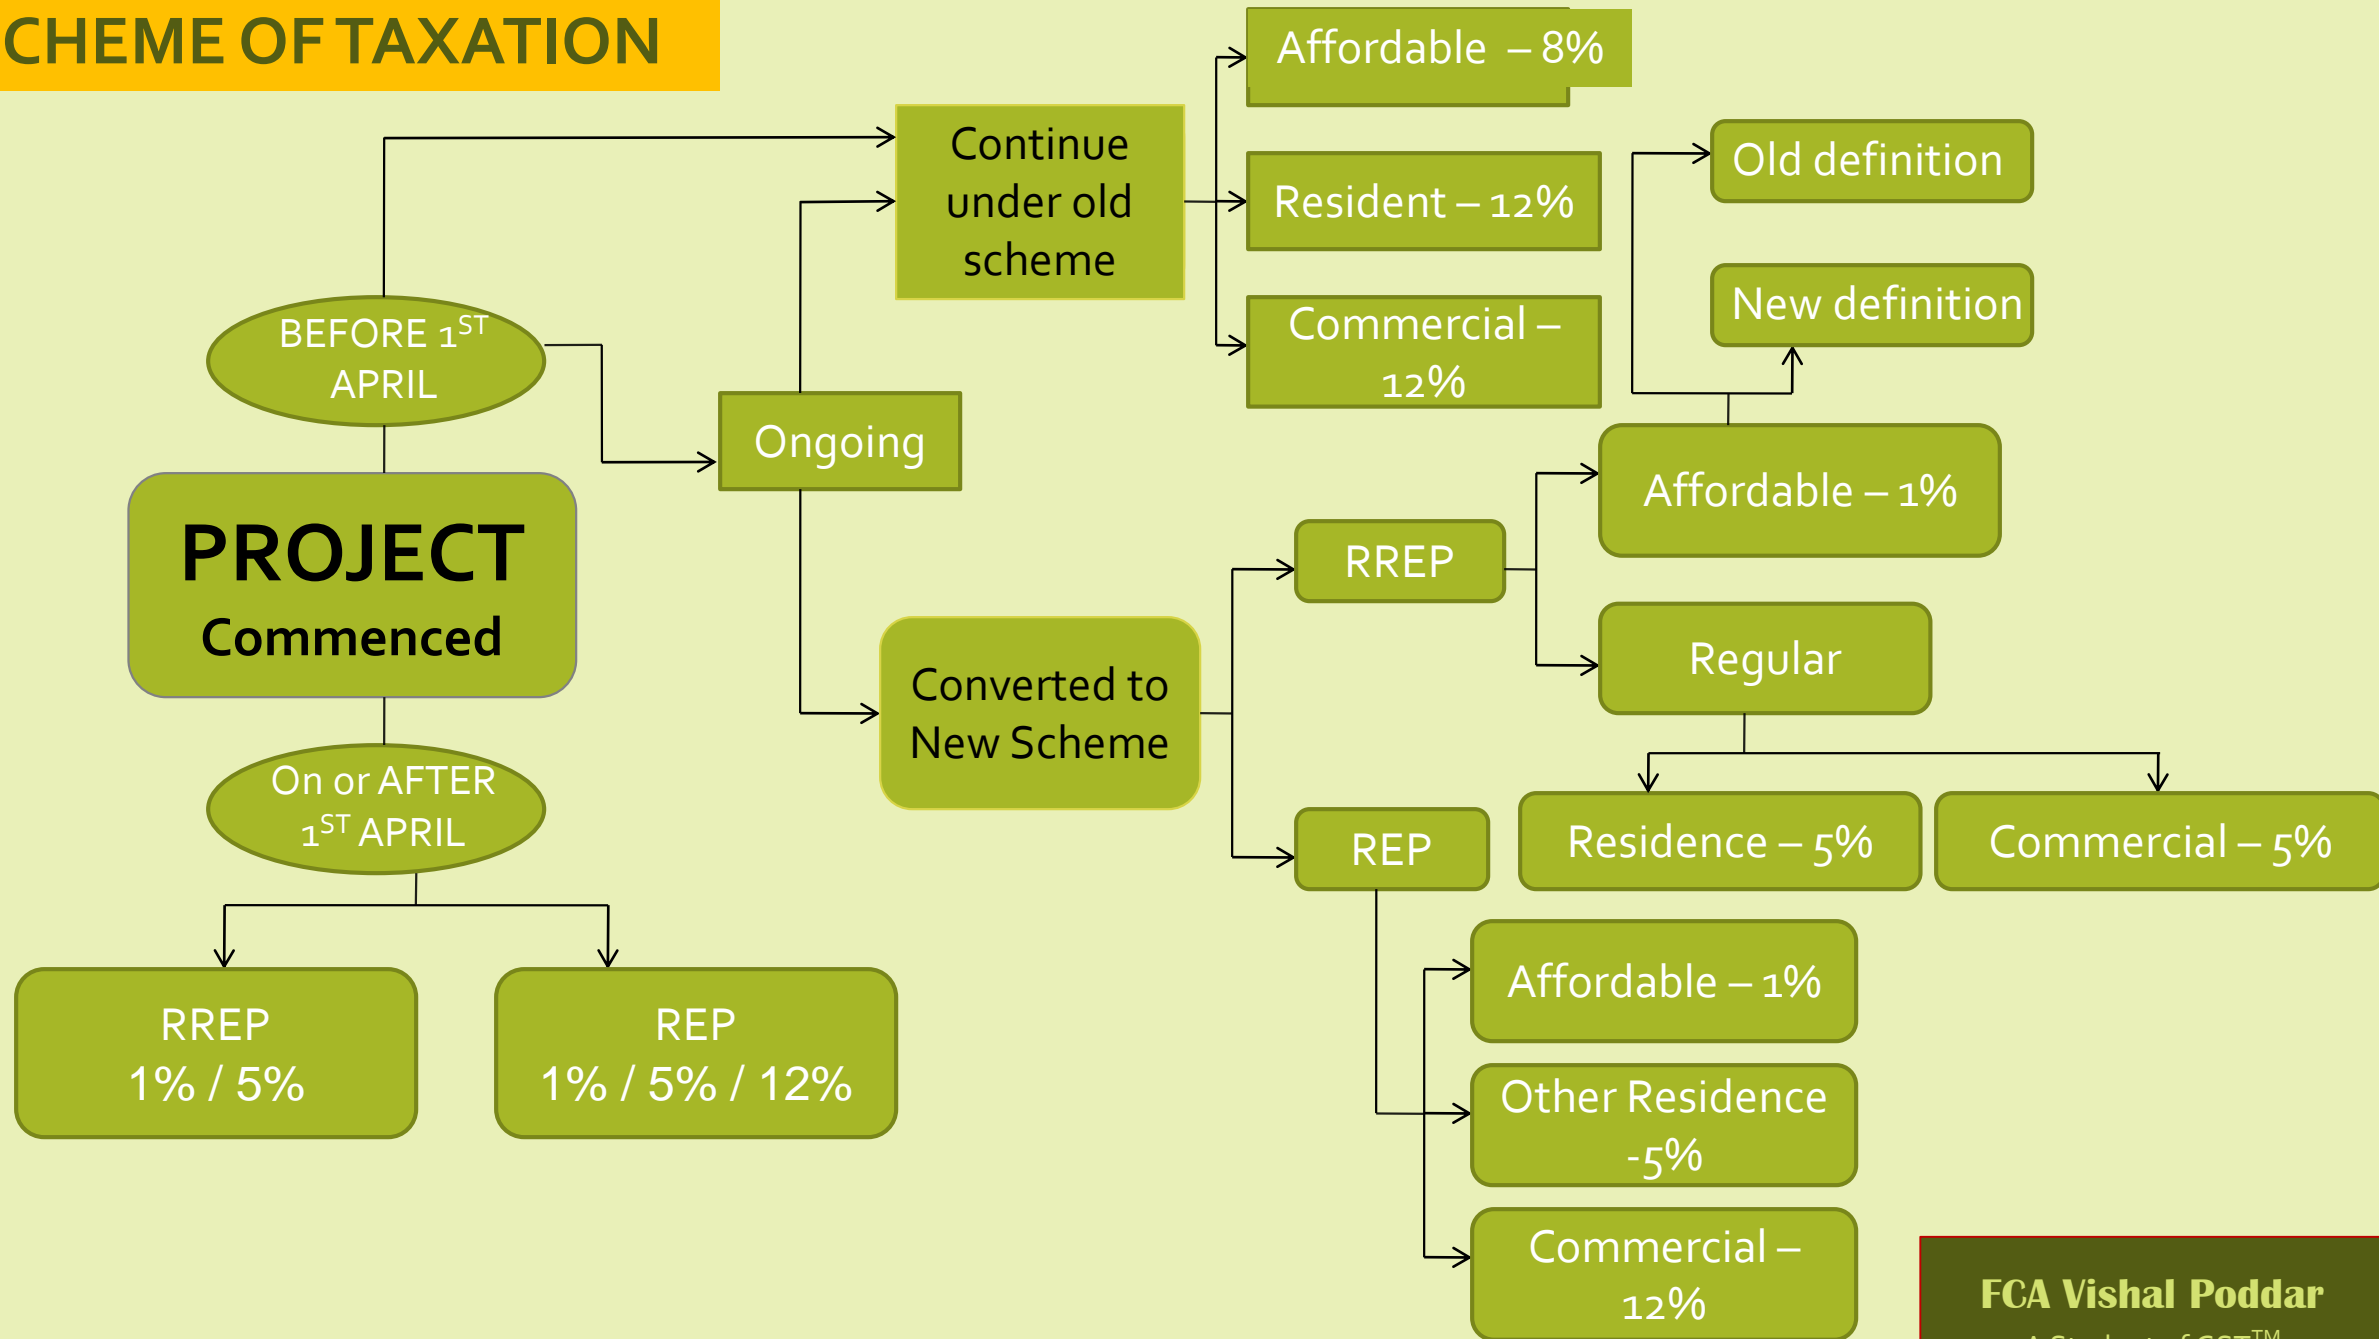 CHEME OF TAXATION
Affordable – 8%
Continue
under old
scheme
Old definition
Resident – 12%
New definition
BEFORE 1ST
APRIL
Commercial –
12%
Ongoing
Affordable – 1%
PROJECT
Commenced
RREP
Regular
Converted to
New Scheme
On or AFTER
1ST APRIL
REP
Residence – 5%
Commercial – 5%
Affordable – 1%
RREP
1% / 5%
REP
1% / 5% / 12%
Other Residence
-5%
Commercial –
12%
FCA Vishal Poddar
A Student of GST™